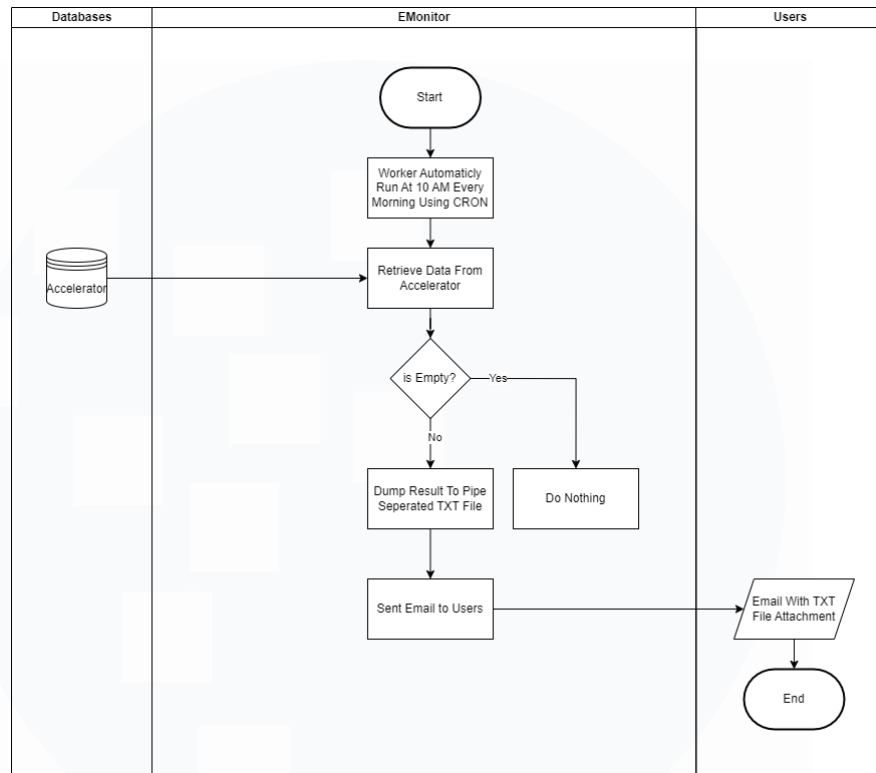 Databases
EMonitor
Users
Start
Worker Automaticly
Run At 10 AM Every
Morning Using CRON
Accelerator
Retrieve Data From
Accelerator
is Empty?
Yes
No
Dump Result To Pipe
Seperated TXT File
Do Nothing
Sent Email to Users
Email With TXT
File Attachment
End